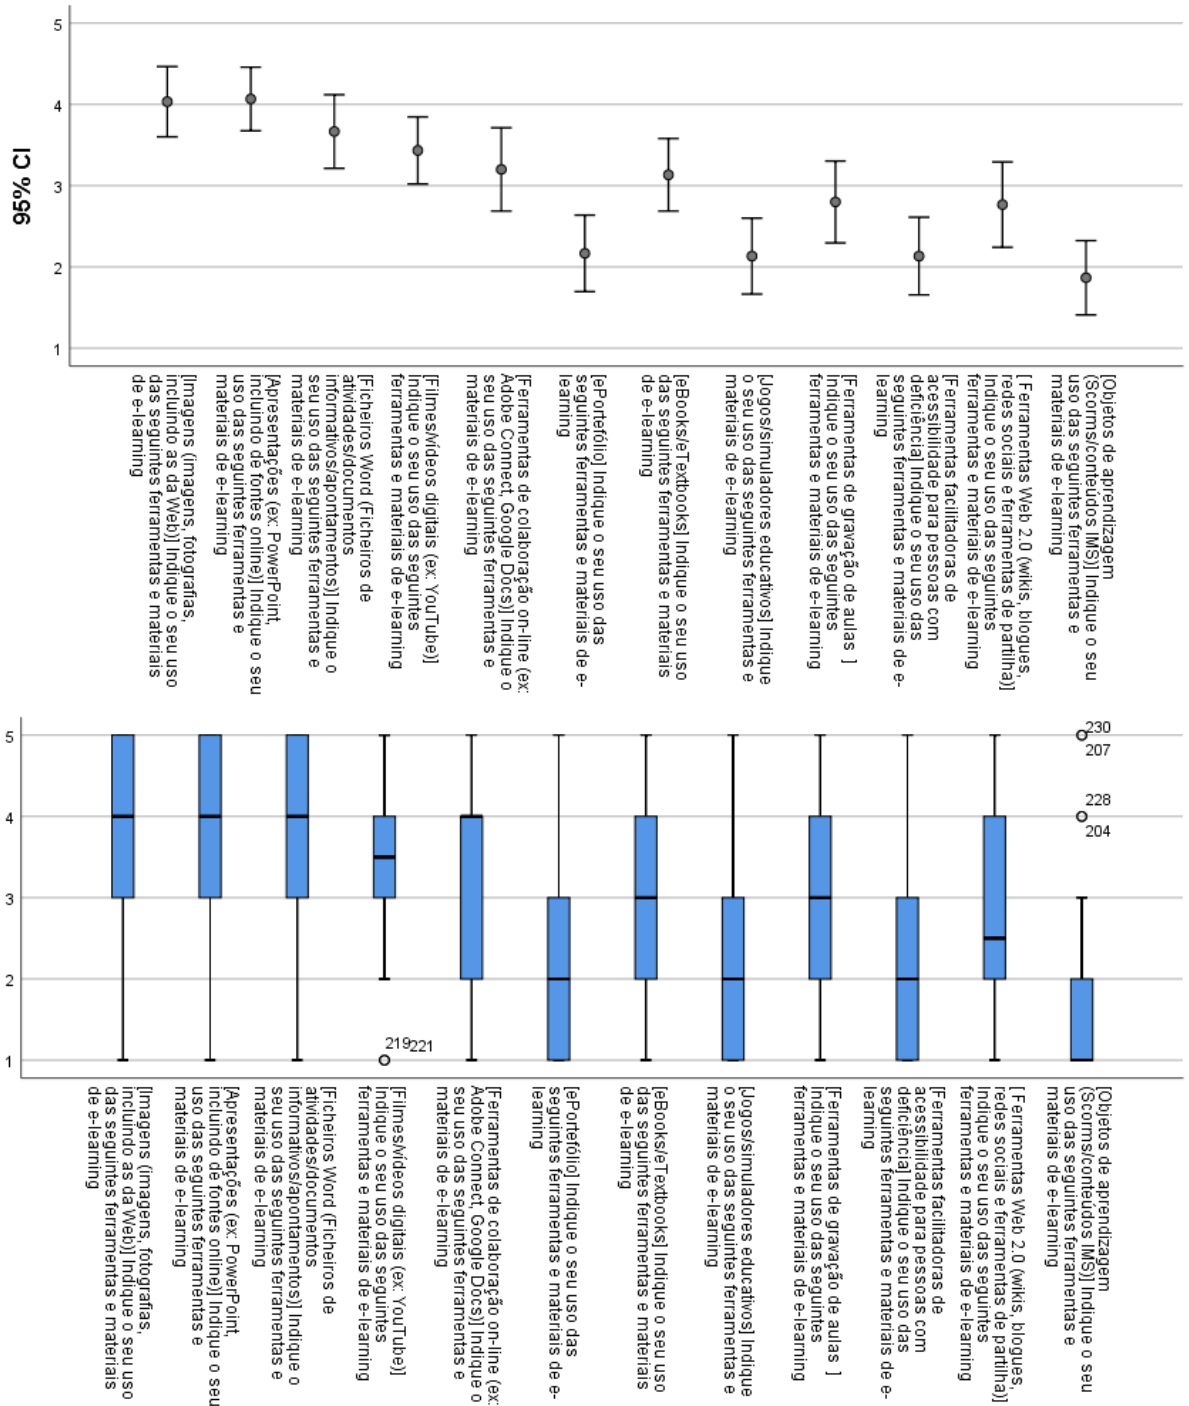 5
4
3
2
1
95% CI
[Imagens (imagens, fotografias,
incluindo as da Web)] Indique o seu uso
das seguintes ferramentas e materiais
de e-learning
[Apresentações (ex: PowerPoint,
incluindo de fontes online)] Indique o seu
uso das seguintes ferramentas e
materiais de e-learning
[Ficheiros Word (Ficheiros de
atividades/documentos
informativos/apontamentos)] Indique o
seu uso das seguintes ferramentas e
materiais de e-learning
[Filmes/vídeos digitais (ex: YouTube)]
Indique o seu uso das seguintes
ferramentas e materiais de e-learning
[Ferramentas de colaboração on-line (ex:
Adobe Connect, Google Docs)] Indique o
seu uso das seguintes ferramentas e
materiais de e-learning
[ePortefólio] Indique o seu uso das
seguintes ferramentas e materiais de e-
learning
[eBooks/eTextbooks] Indique o seu uso
das seguintes ferramentas e materiais
de e-learning
[Jogos/simuladores educativos] Indique
o seu uso das seguintes ferramentas e
materiais de e-learning
[Ferramentas de gravação de aulas ]
Indique o seu uso das seguintes
ferramentas e materiais de e-learning
[Ferramentas facilitadoras de
acessibilidade para pessoas com
deficiência] Indique o seu uso das
seguintes ferramentas e materiais de e-
learning
[ Ferramentas Web 2.0 (wikis, blogues,
redes sociais e ferramentas de partilha)]
Indique o seu uso das seguintes
ferramentas e materiais de e-learning
[Objetos de aprendizagem
(Scorms/conteúdos IMS)] Indique o seu
uso das seguintes ferramentas e
materiais de e-learning
5
4
3
2
1
219
221
230
207
228
204
[Imagens (imagens, fotografias,
incluindo as da Web)] Indique o seu uso
das seguintes ferramentas e materiais
de e-learning
[Apresentações (ex: PowerPoint,
incluindo de fontes online)] Indique o seu
uso das seguintes ferramentas e
materiais de e-learning
[Ficheiros Word (Ficheiros de
atividades/documentos
informativos/apontamentos)] Indique o
seu uso das seguintes ferramentas e
materiais de e-learning
[Filmes/vídeos digitais (ex: YouTube)]
Indique o seu uso das seguintes
ferramentas e materiais de e-learning
[Ferramentas de colaboração on-line (ex:
Adobe Connect, Google Docs)] Indique o
seu uso das seguintes ferramentas e
materiais de e-learning
[ePortefólio] Indique o seu uso das
seguintes ferramentas e materiais de e-
learning
[eBooks/eTextbooks] Indique o seu uso
das seguintes ferramentas e materiais
de e-learning
[Jogos/simuladores educativos] Indique
o seu uso das seguintes ferramentas e
materiais de e-learning
[Ferramentas de gravação de aulas ]
Indique o seu uso das seguintes
ferramentas e materiais de e-learning
[Ferramentas facilitadoras de
acessibilidade para pessoas com
deficiência] Indique o seu uso das
seguintes ferramentas e materiais de e-
learning
[ Ferramentas Web 2.0 (wikis, blogues,
redes sociais e ferramentas de partilha)]
Indique o seu uso das seguintes
ferramentas e materiais de e-learning
[Objetos de aprendizagem
(Scorms/conteúdos IMS)] Indique o seu
uso das seguintes ferramentas e
materiais de e-learning